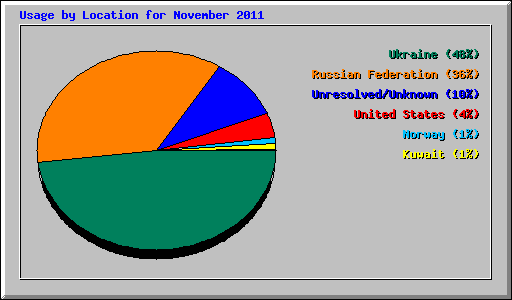 Usage by Location for November 2011
Ukraine (48%)
Russian Federation (36%)
Unresolved/Unknown (10%)
United States (4%)
Norway (1%)
Kuwait (1%)